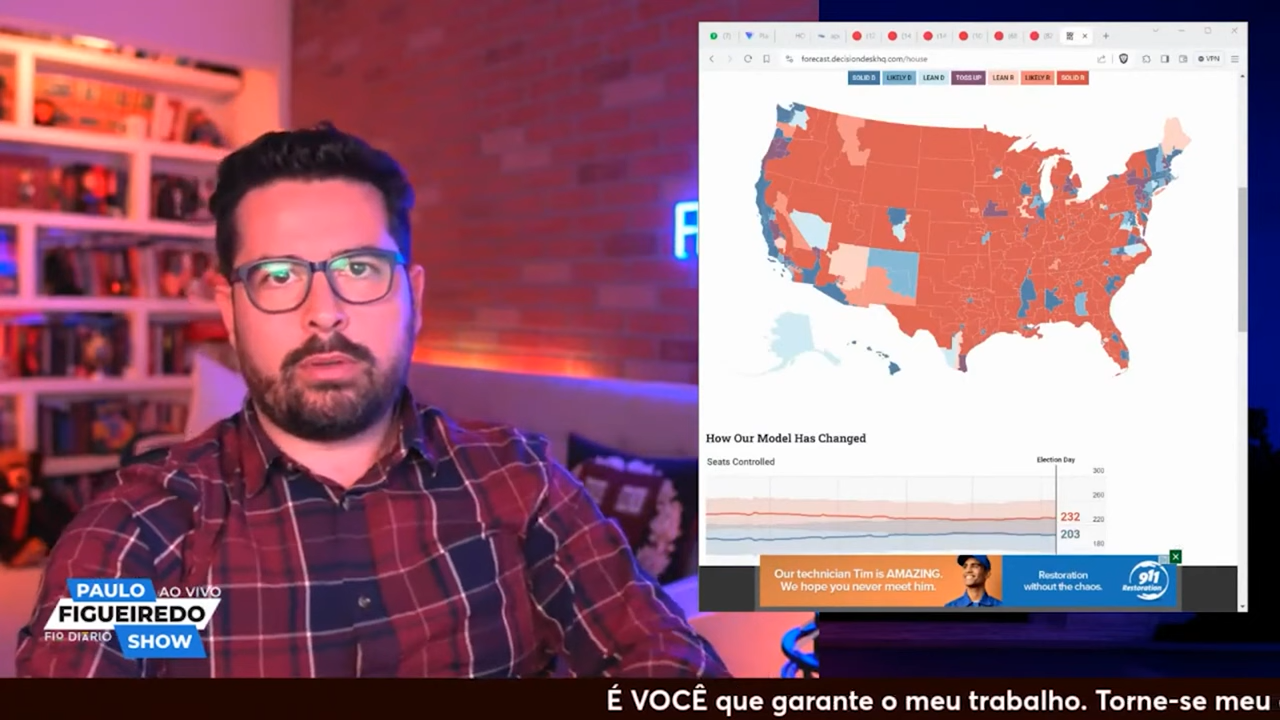 forecast.decisiondeskhq.com/house
VPN
SOLID D LIKELY D LEAN D TOSS UP LEAN R LIKELY R SOLID R
How Our Model Has Changed
Seats Controlled
Election Day
300
260
232
220
203
180
Our technician Tim is AMAZING.
We hope you never meet him.
Restoration
without the chaos.
911
Restoration
PAULO AO VIVO
FIGUEIREDO
FIO DIÁRIO SHOW
É VOCÊ que garante o meu trabalho. Torne-se meu